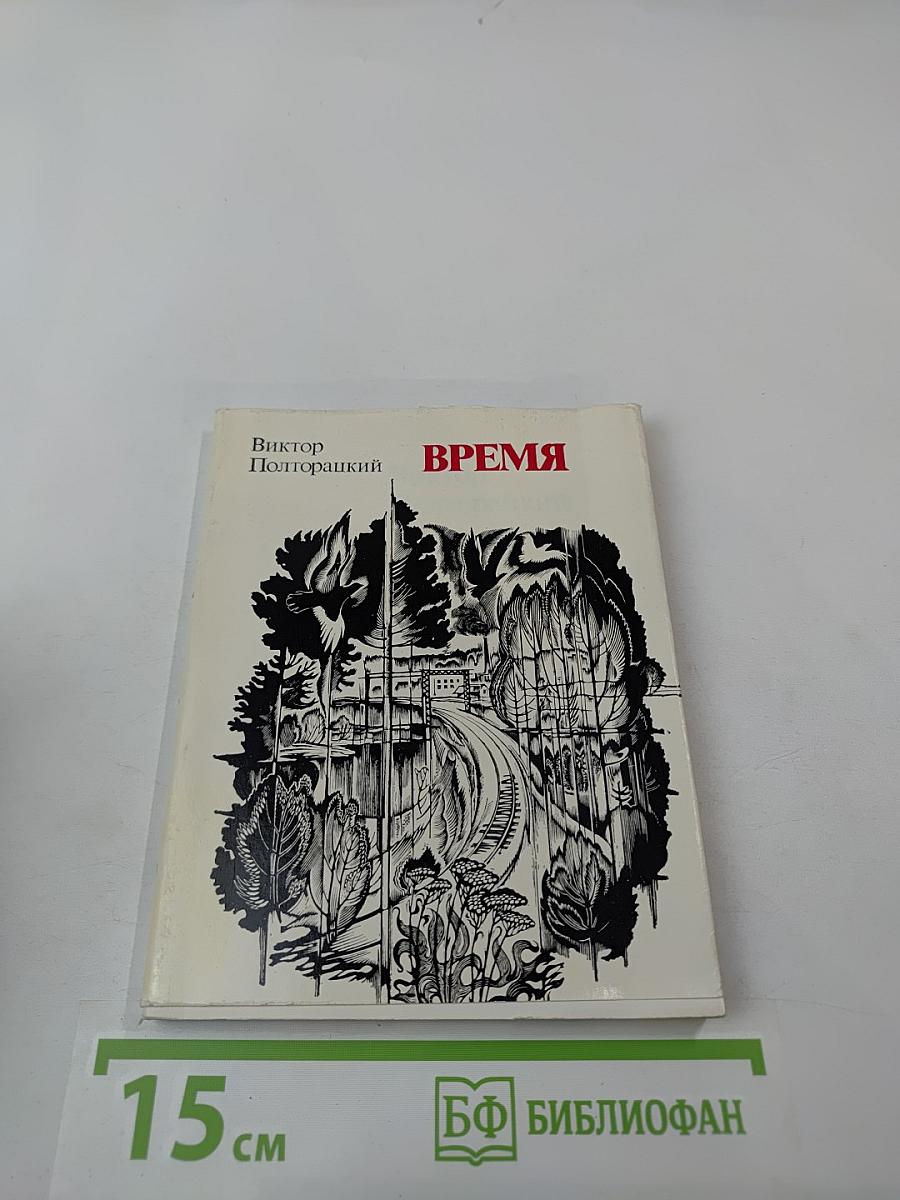 Виктор
Полторацкий
ВРЕМЯ
15 см
БФ БИБЛИОФАН